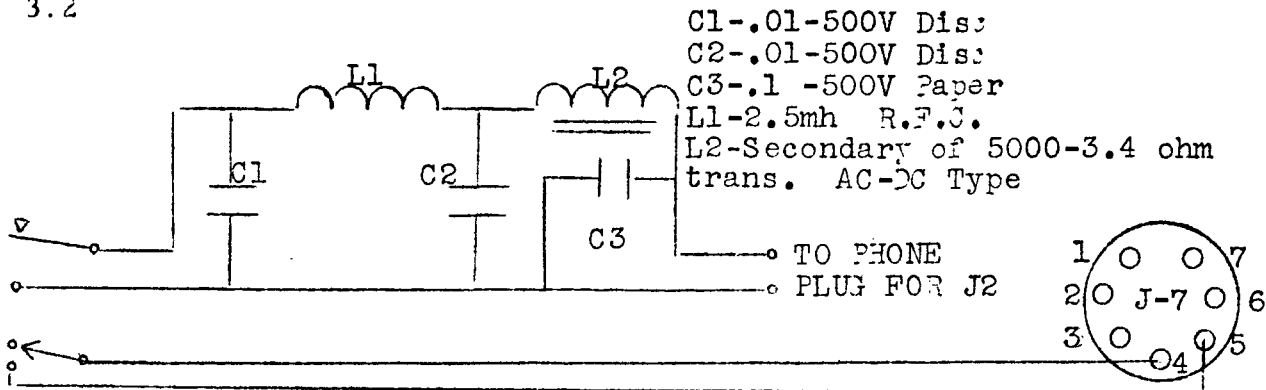 3.2
C1-.01-500V Disc
C2-.01-500V Disc
C3-.1 -500V Paper
L1-2.5mh R.F.C.
L2-Secondary of 5000-3.4 ohm
trans. AC-DC Type
L1
L2
C1
C2
C3
TO PHONE
PLUG FOR J2
1
7
2
J-7
6
3
5
4